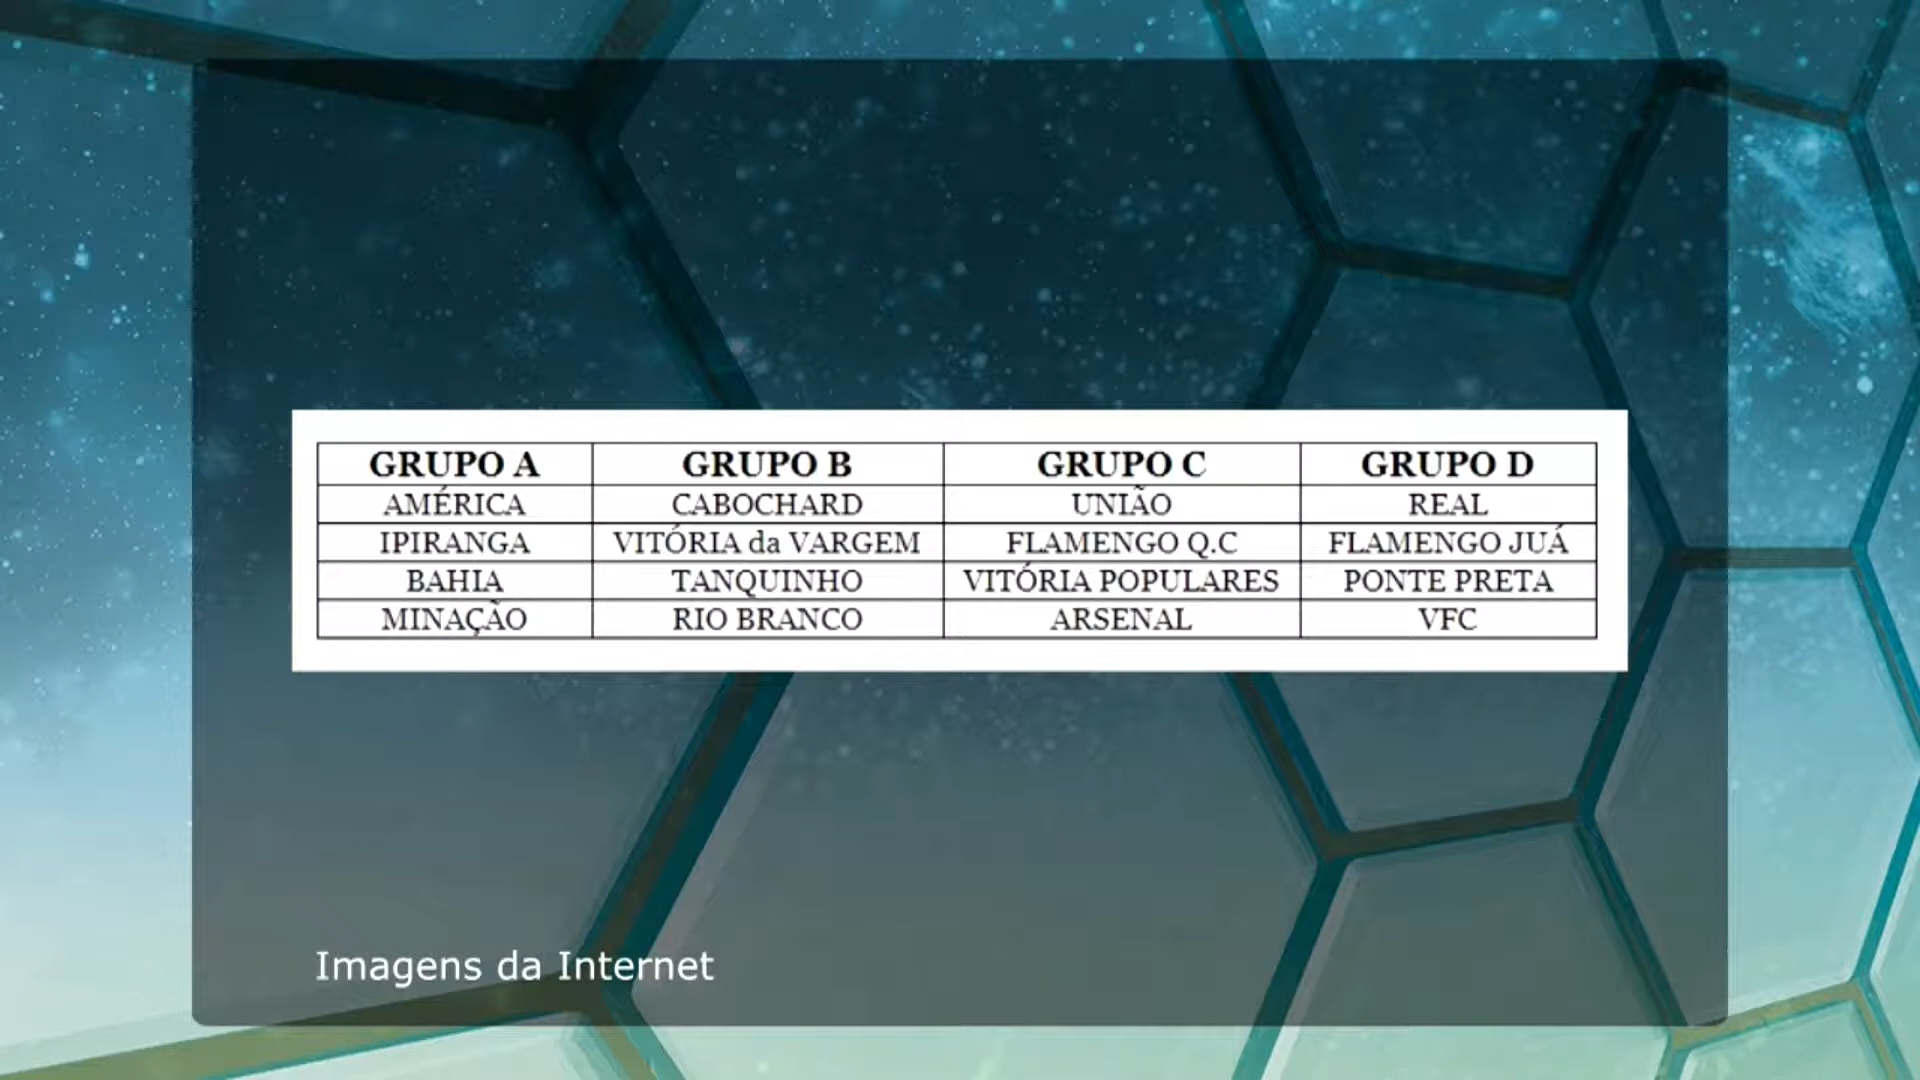 GRUPO A GRUPO B GRUPO C GRUPO D
AMÉRICA CABOCHARD UNIÃO REAL
IPIRANGA VITÓRIA da VARGEM FLAMENGO Q.C FLAMENGO JUÁ
BAHIA TANQUINHO VITÓRIA POPULARES PONTE PRETA
MINAÇÃO RIO BRANCO ARSENAL VFC
Imagens da Internet